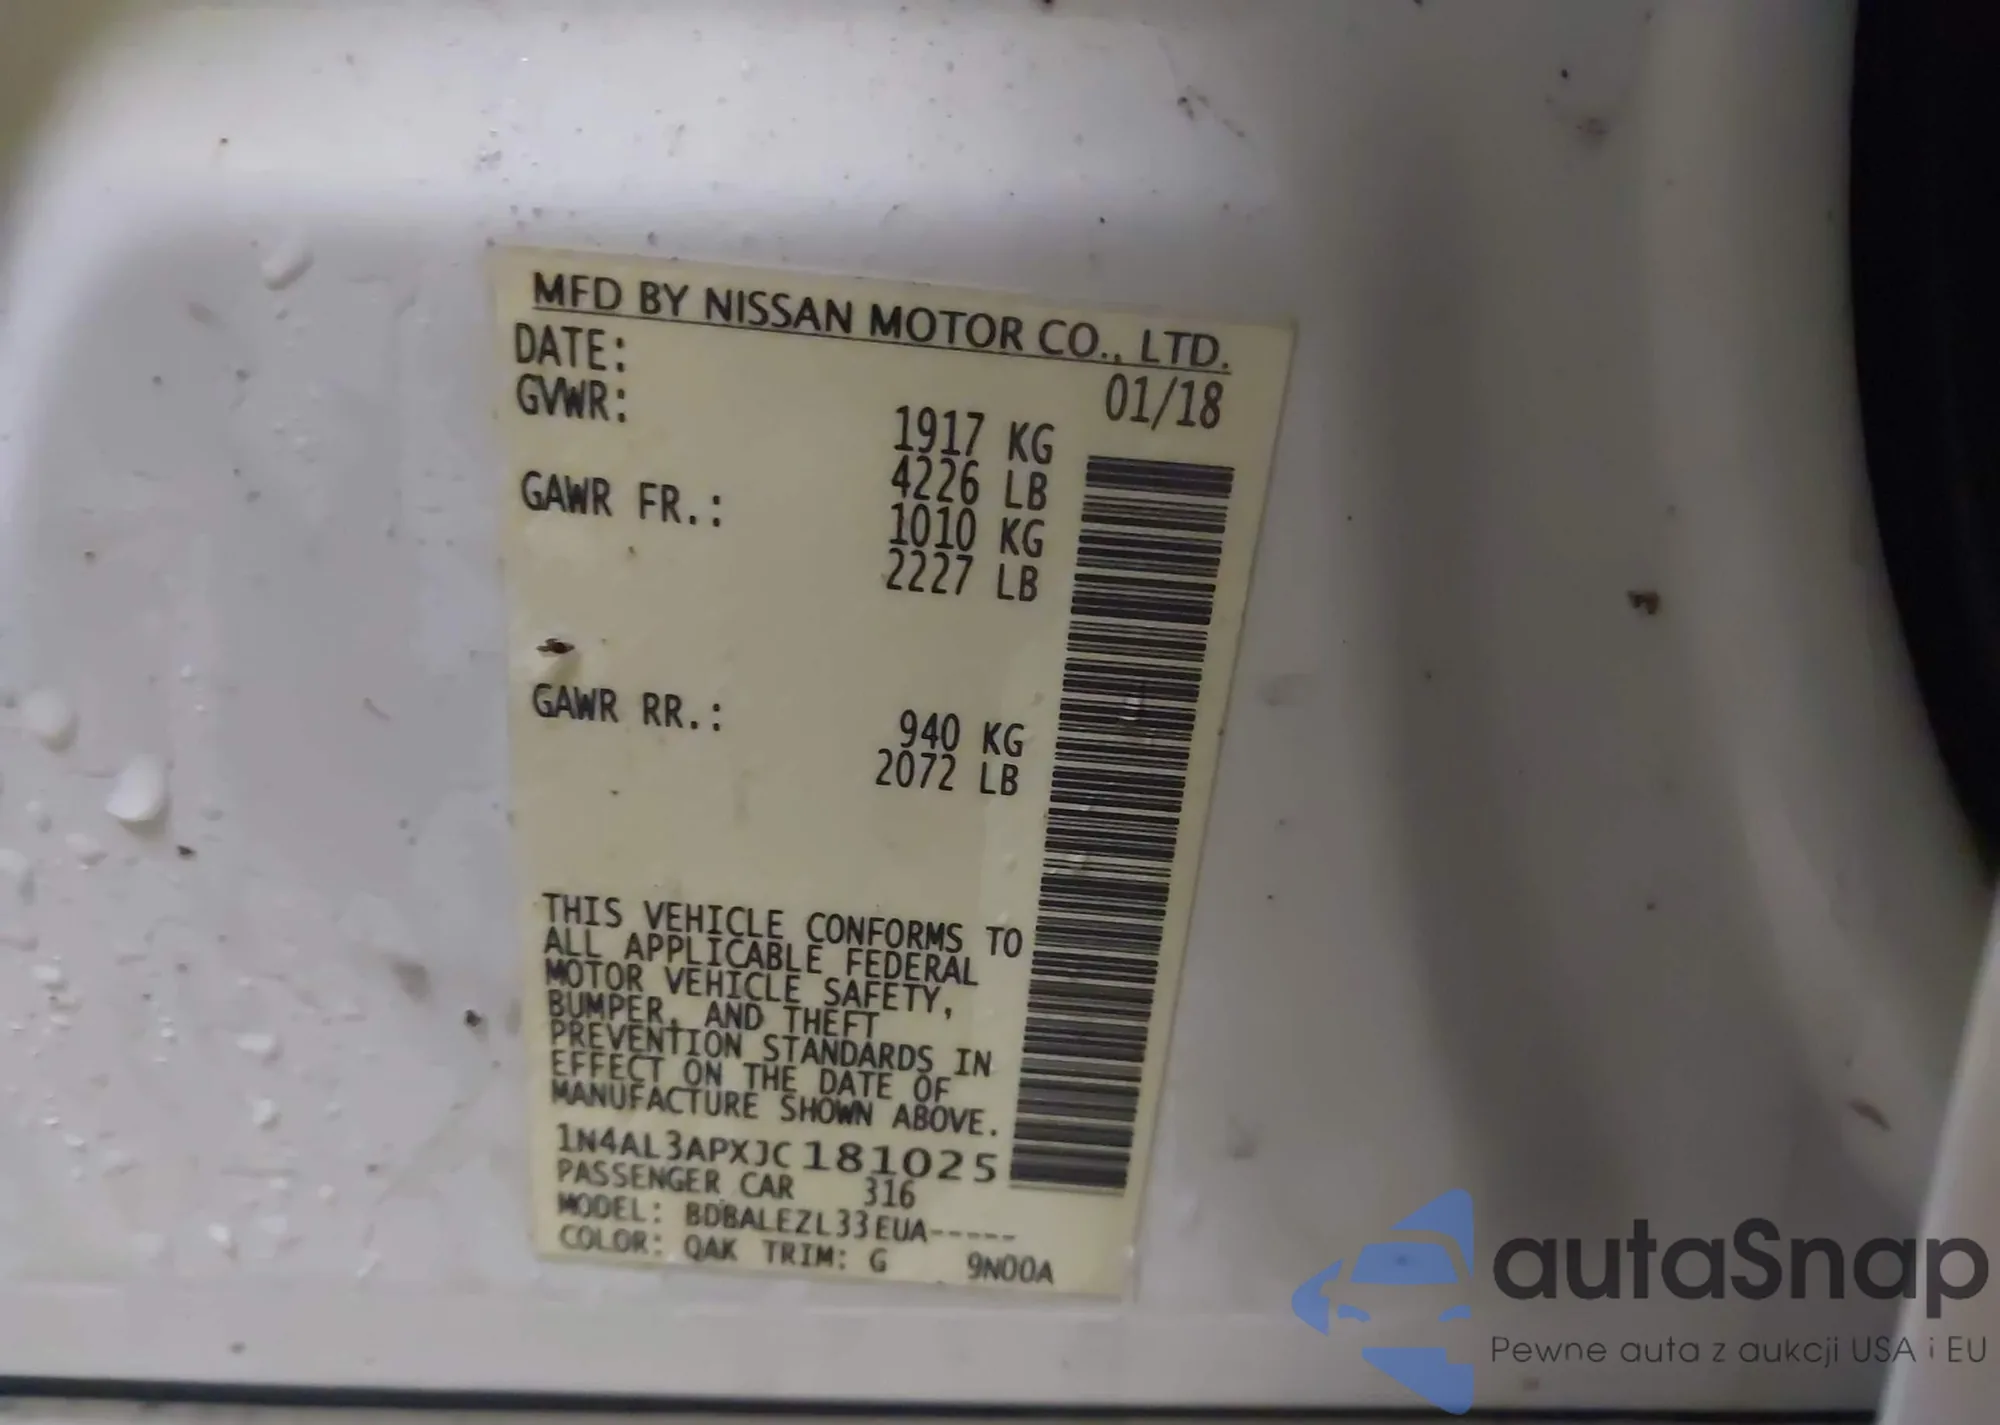 MFD BY NISSAN MOTOR CO., LTD.
DATE: 01/18
GVWR: 1917 KG
4226 LB
GAWR FR.: 1010 KG
2227 LB
GAWR RR.: 940 KG
2072 LB
THIS VEHICLE CONFORMS TO
ALL APPLICABLE FEDERAL
MOTOR VEHICLE SAFETY,
BUMPER, AND THEFT
PREVENTION STANDARDS IN
EFFECT ON THE DATE OF
MANUFACTURE SHOWN ABOVE.
1N4AL3APXJC181025
PASSENGER CAR 316
MODEL: BDBALEZL33EUA-----
COLOR: QAK TRIM: G 9N00A
autaSnap
Pewne auta z aukcji USA i EU